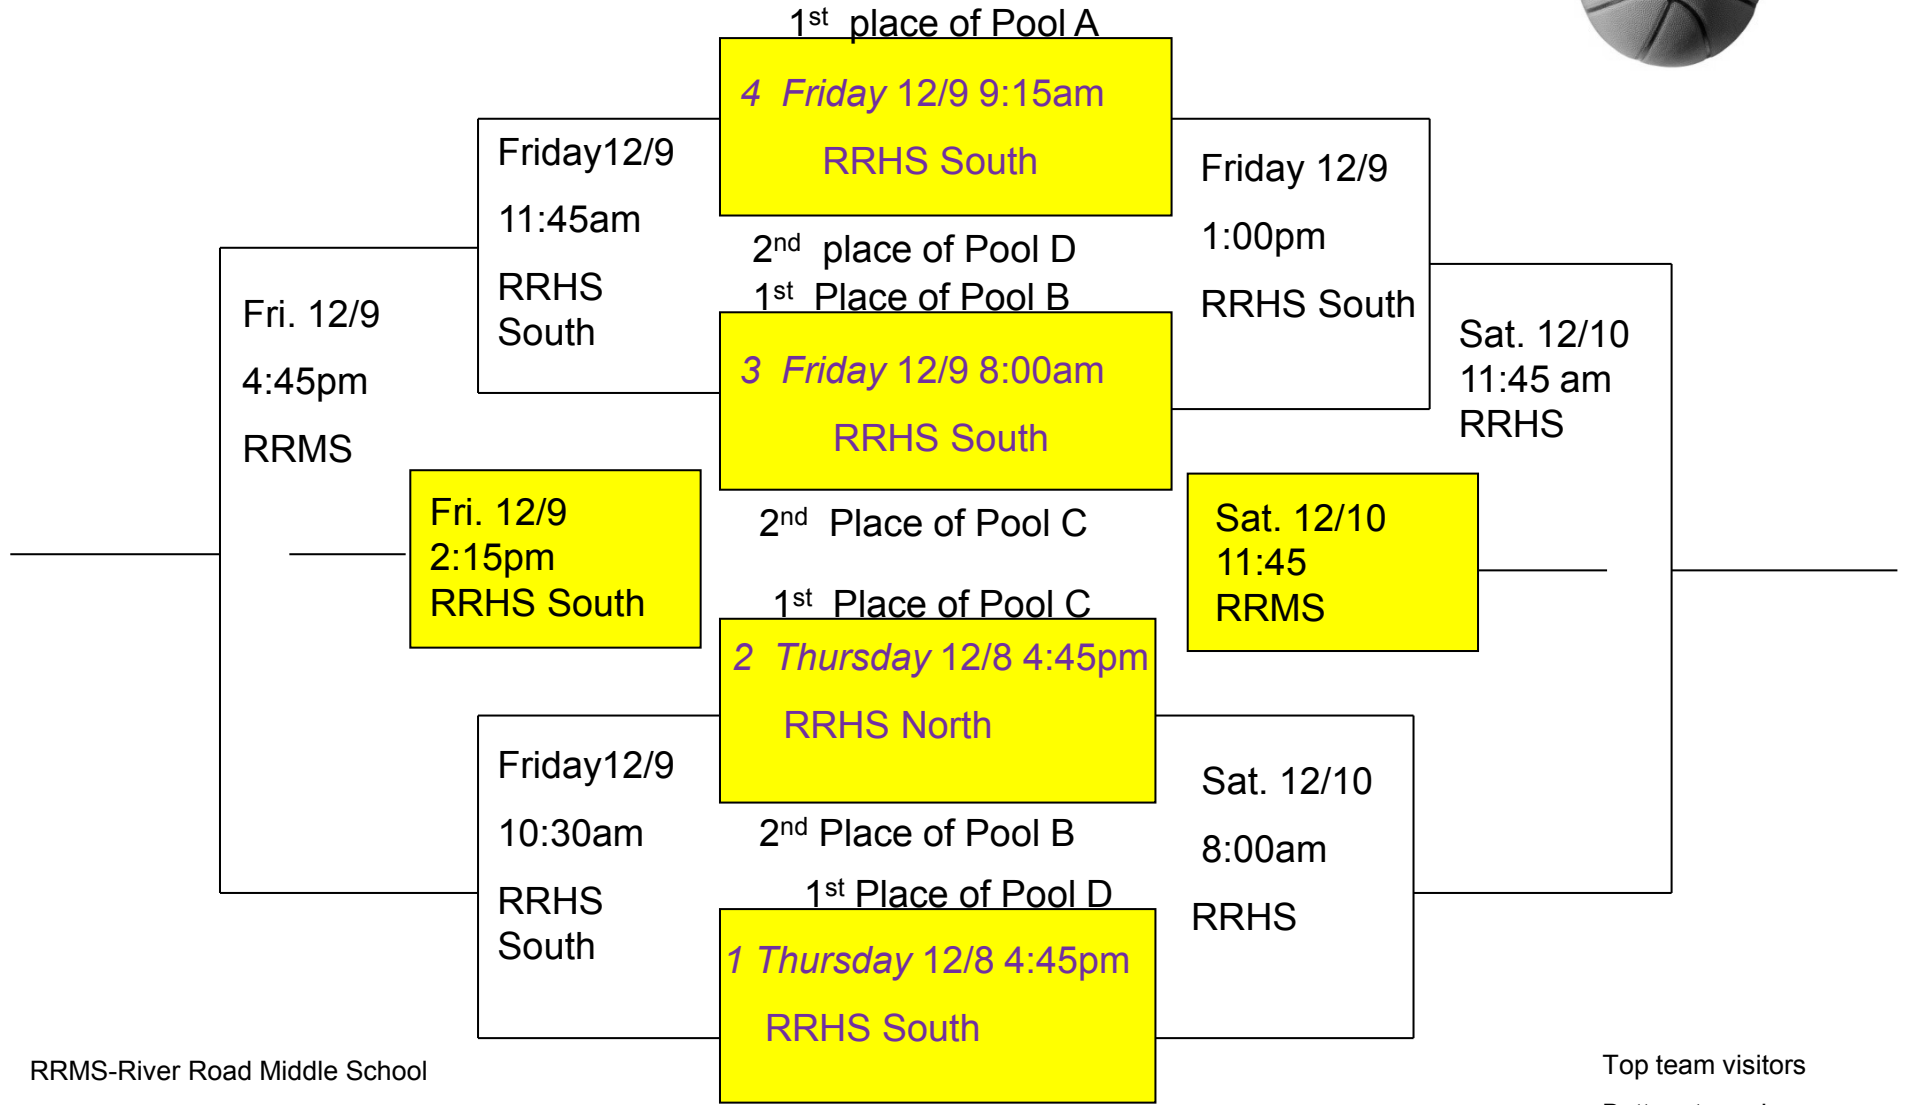 1st place of Pool A
4 Friday 12/9 9:15am
RRHS South
Friday12/9
11:45am
RRHS
South
Friday 12/9
1:00pm
RRHS South
2nd place of Pool D
1st Place of Pool B
3 Friday 12/9 8:00am
RRHS South
Fri. 12/9
4:45pm
RRMS
Sat. 12/10
11:45 am
RRHS
Fri. 12/9
2:15pm
RRHS South
2nd Place of Pool C
Sat. 12/10
11:45
RRMS
1st Place of Pool C
2 Thursday 12/8 4:45pm
RRHS North
Friday12/9
10:30am
RRHS
South
Sat. 12/10
8:00am
RRHS
2nd Place of Pool B
1st Place of Pool D
1 Thursday 12/8 4:45pm
RRHS South
RRMS-River Road Middle School
Top team visitors